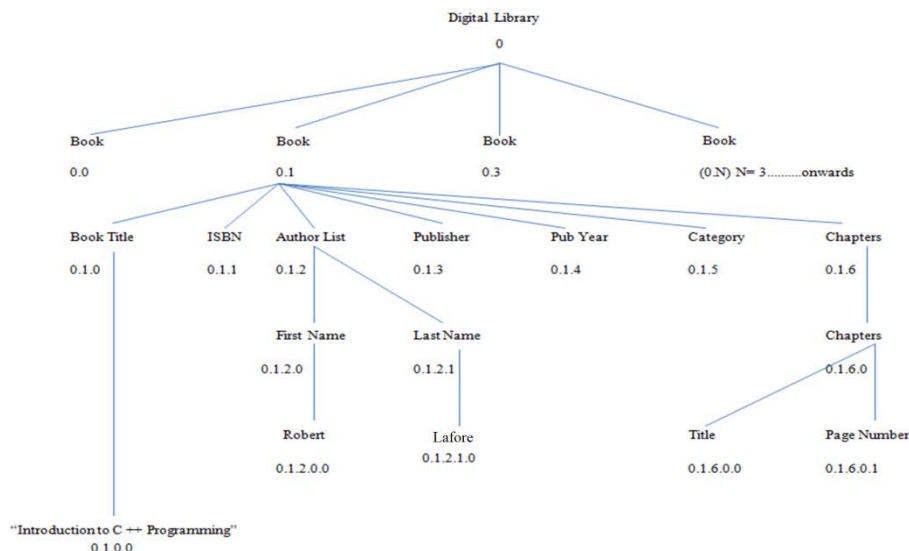 Digital Library
0
Book Book Book Book
0.0 0.1 0.3 (0.N) N= 3..........onwards
Book Title ISBN Author List Publisher Pub Year Category Chapters
0.1.0 0.1.1 0.1.2 0.1.3 0.1.4 0.1.5 0.1.6
First Name Last Name Chapters
0.1.2.0 0.1.2.1 0.1.6.0
Robert Lafore Title Page Number
0.1.2.0.0 0.1.2.1.0 0.1.6.0.0 0.1.6.0.1
“Introduction to C ++ Programming”
0.1.0.0